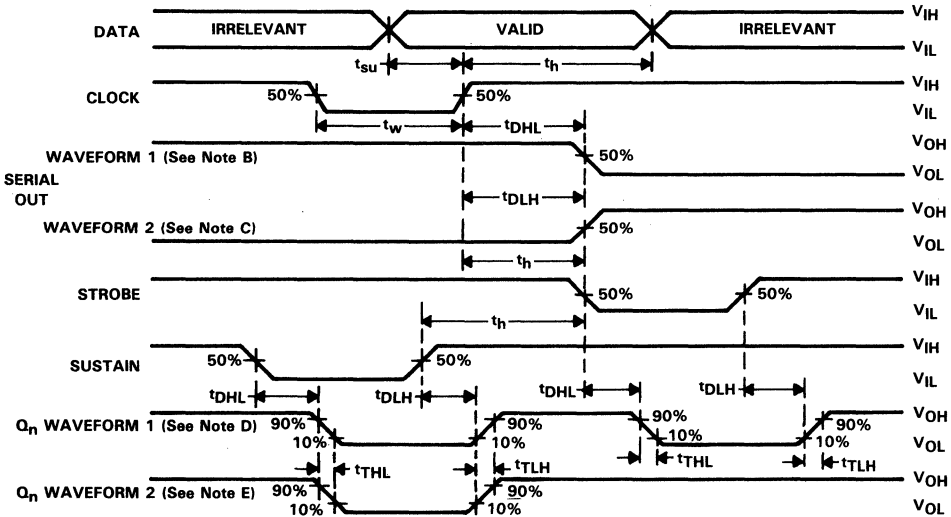 DATA IRRELEVANT VALID IRRELEVANT VIH
VIL
tsu th
CLOCK 50% 50% VIH
VIL
tw tDHL
WAVEFORM 1 (See Note B) 50% VOH
VOL
SERIAL
OUT
tDLH
WAVEFORM 2 (See Note C) 50% VOH
VOL
th
STROBE 50% 50% VIH
VIL
th
SUSTAIN 50% 50% VIH
VIL
tDHL tDLH tDHL tDLH
Qn WAVEFORM 1 (See Note D) 90% 90% 90% 90% VOH
10% 10% 10% 10% VOL
tTHL tTLH tTHL tTLH
Qn WAVEFORM 2 (See Note E) 90% 90% VOH
10% 10% VOL